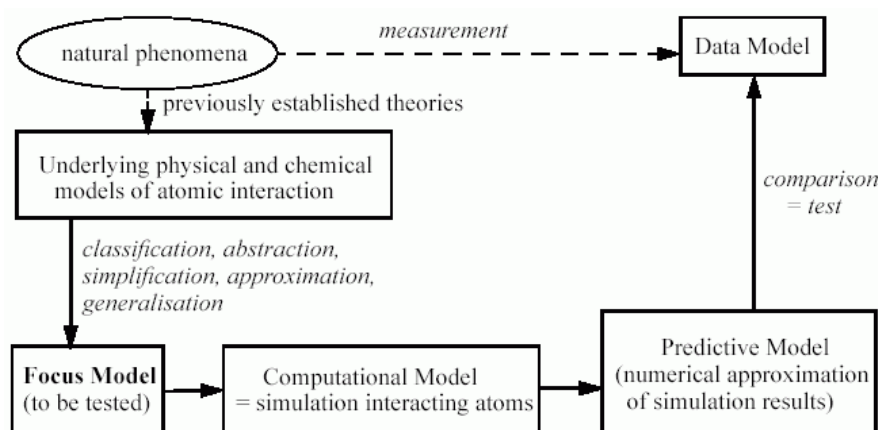 natural phenomena
measurement
Data Model
previously established theories
Underlying physical and chemical
models of atomic interaction
comparison
= test
classification, abstraction,
simplification, approximation,
generalisation
Focus Model
(to be tested)
Computational Model
= simulation interacting atoms
Predictive Model
(numerical approximation
of simulation results)